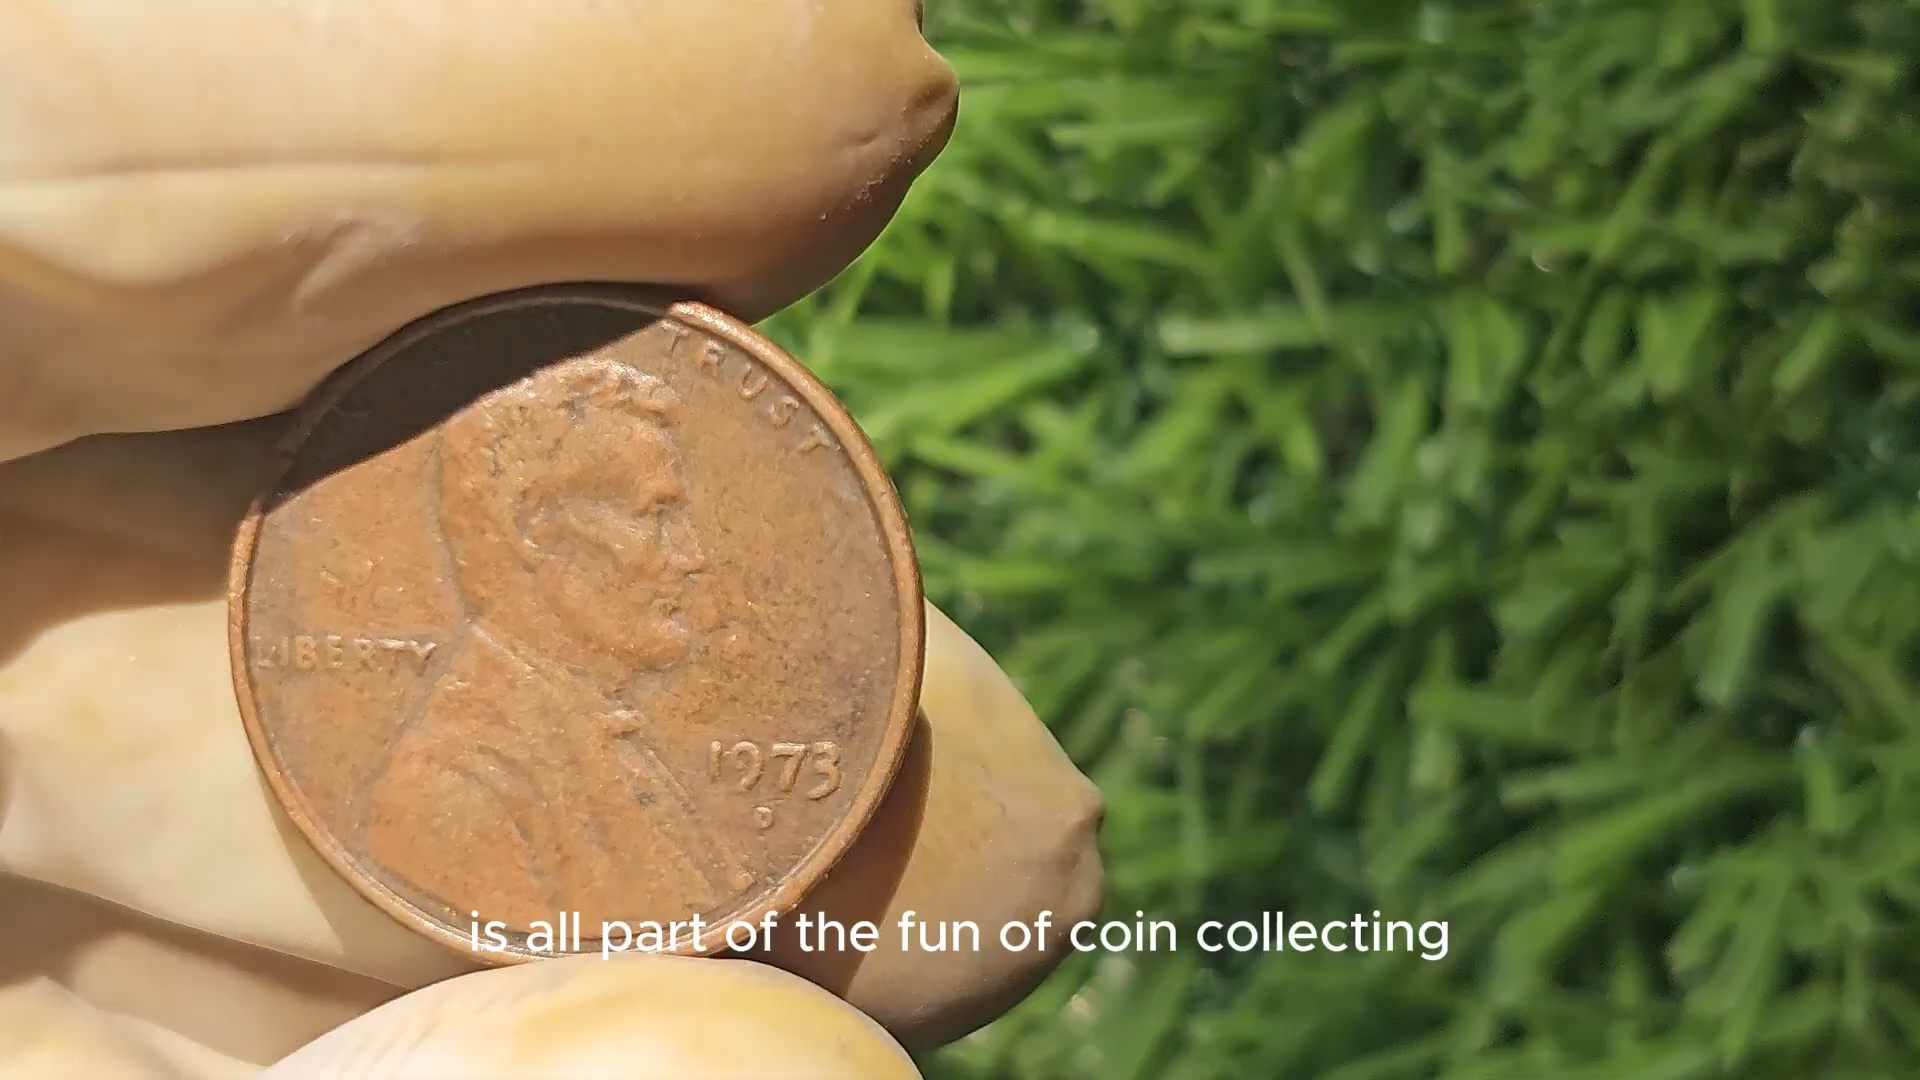 TRUST
LIBERTY
1973
D
is all part of the fun of coin collecting